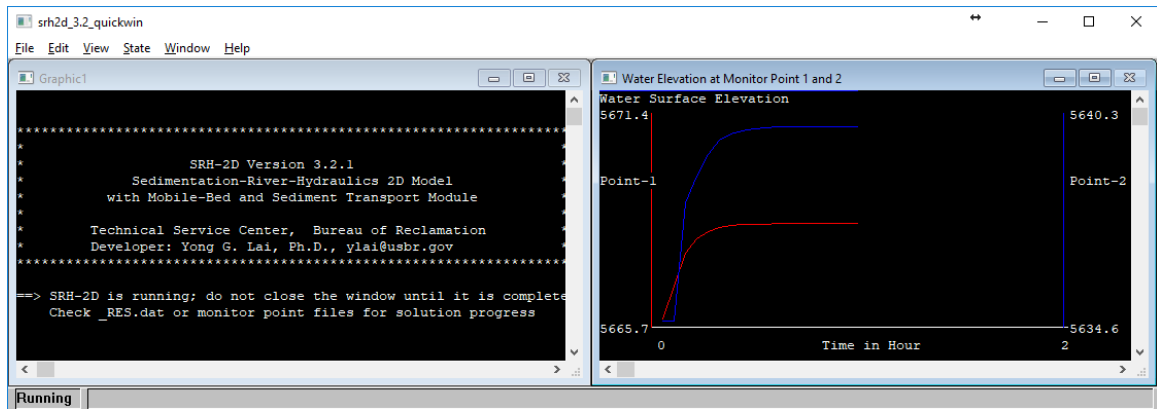 srh2d_3.2_quickwin
File Edit View State Window Help
Graphic1
*******************************************************************
*
* SRH-2D Version 3.2.1 *
* Sedimentation-River-Hydraulics 2D Model *
* with Mobile-Bed and Sediment Transport Module *
*
* Technical Service Center, Bureau of Reclamation *
* Developer: Yong G. Lai, Ph.D., ylai@usbr.gov *
*******************************************************************
==> SRH-2D is running; do not close the window until it is complete
Check _RES.dat or monitor point files for solution progress
Water Elevation at Monitor Point 1 and 2
Water Surface Elevation
5671.4 5640.3
Point-1 Point-2
5665.7 5634.6
0 Time in Hour 2
Running